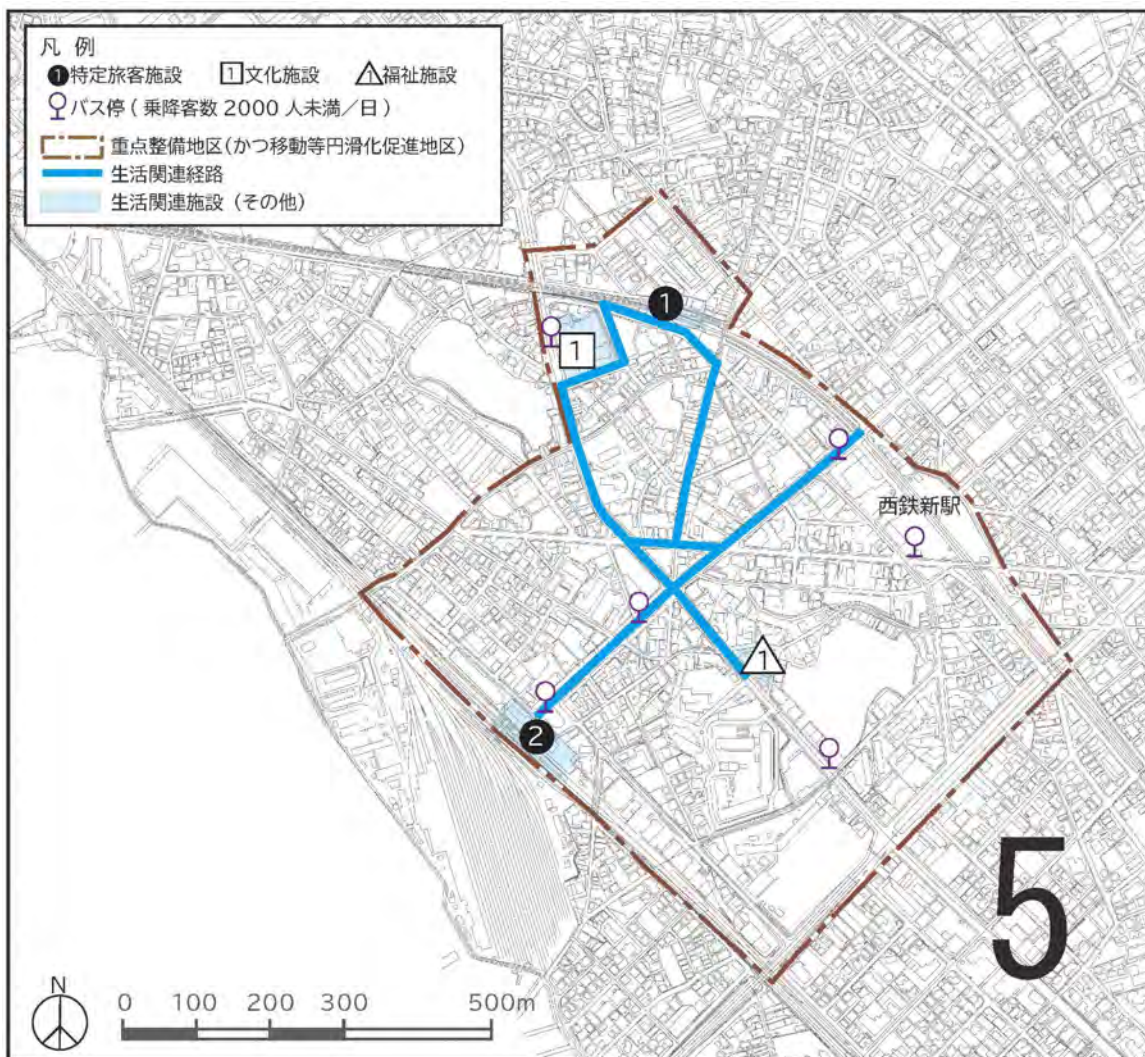 凡 例
❶特定旅客施設 1文化施設 1福祉施設
バス停 ( 乗降客数 2000 人未満／日 )
重点整備地区(かつ移動等円滑化促進地区)
生活関連経路
生活関連施設 (その他)
1
1
西鉄新駅
1
2
5
N
0 100 200 300 500m